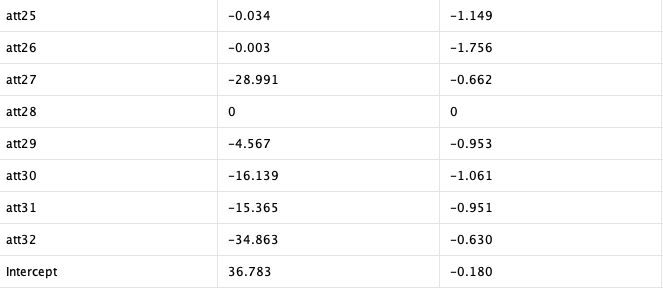 att25 -0.034 -1.149
att26 -0.003 -1.756
att27 -28.991 -0.662
att28 0 0
att29 -4.567 -0.953
att30 -16.139 -1.061
att31 -15.365 -0.951
att32 -34.863 -0.630
Intercept 36.783 -0.180